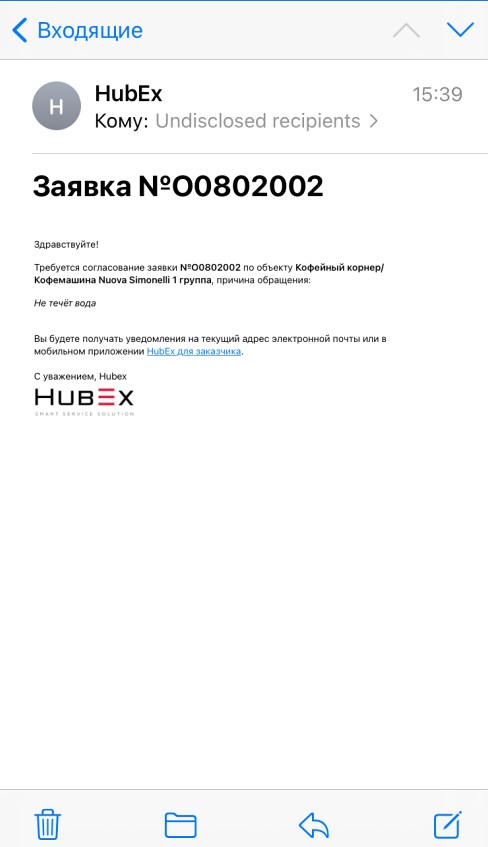 Входящие
H
HubEx
15:39
Кому: Undisclosed recipients
Заявка №O0802002
Здравствуйте!
Требуется согласование заявки №O0802002 по объекту Кофейный корнер/
Кофемашина Nuova Simonelli 1 группа, причина обращения:
Не течёт вода
Вы будете получать уведомления на текущий адрес электронной почты или в
мобильном приложении HubEx для заказчика.
С уважением, Hubex
HUBEX
SMART SERVICE SOLUTION